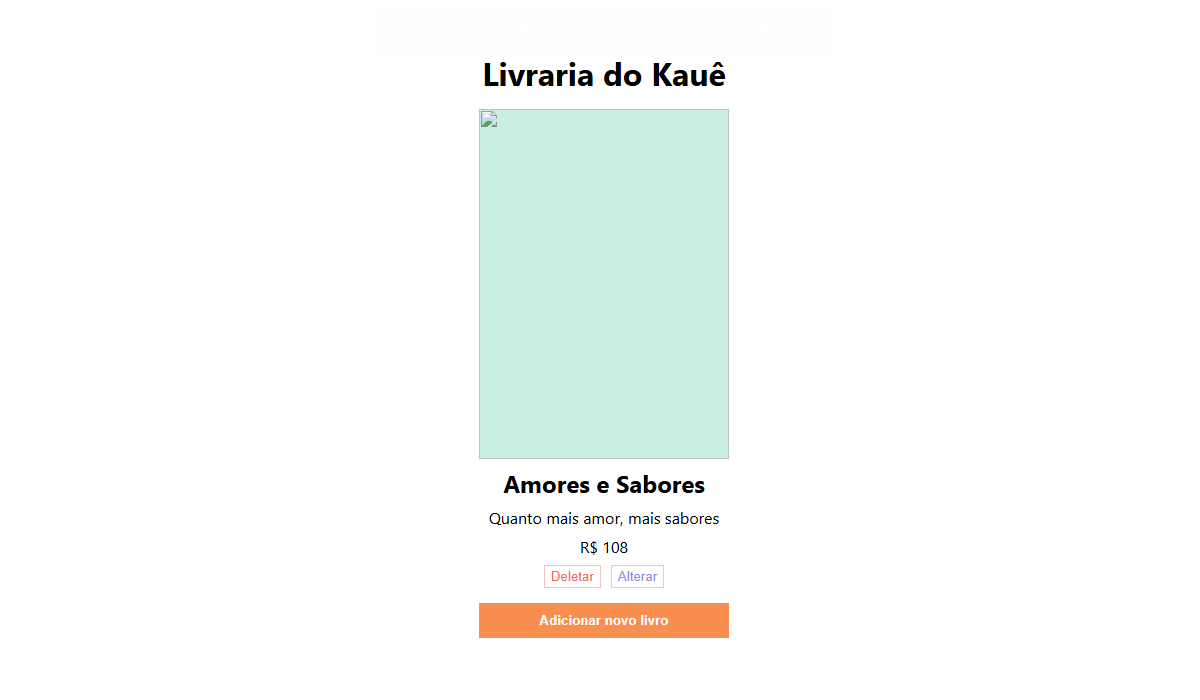 Livraria do Kauê
Amores e Sabores
Quanto mais amor, mais sabores
R$ 108
Deletar Alterar
Adicionar novo livro